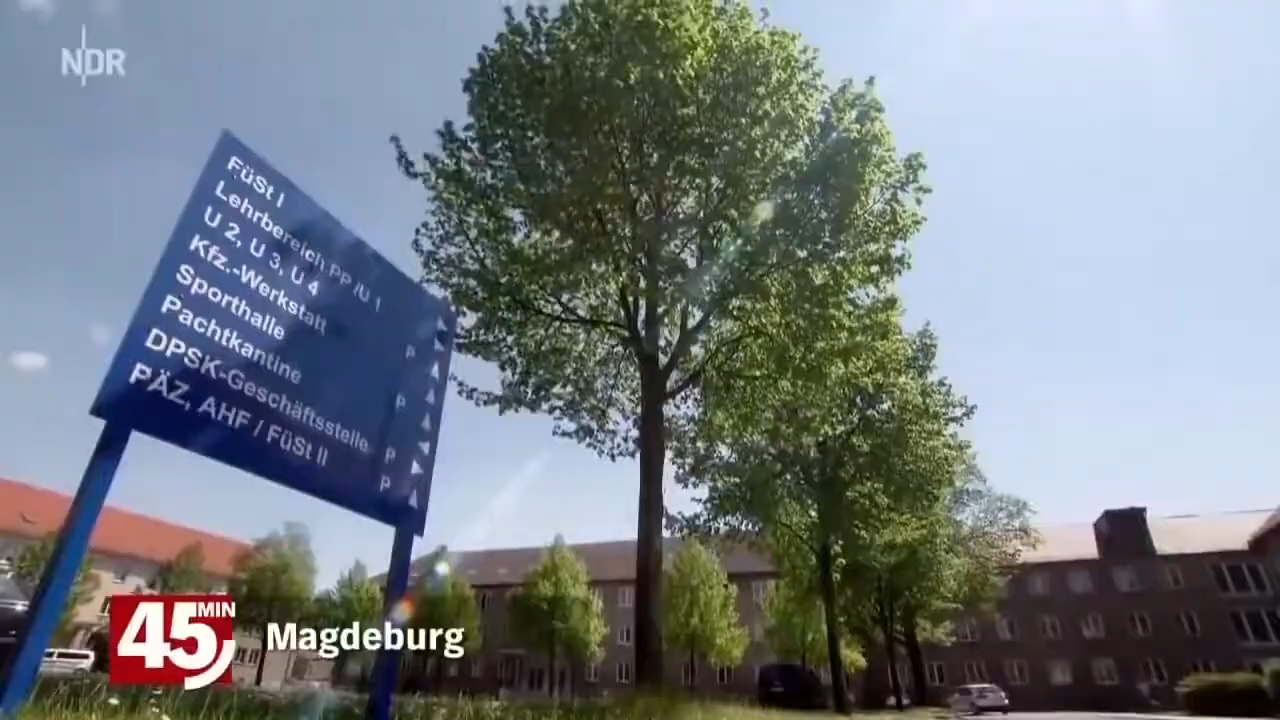 NDR
FüSt I
Lehrbereich PP /U 1
U 2, U 3, U 4
Kfz.-Werkstatt
P
Sporthalle
Pachtkantine
P
DPSK-Geschäftsstelle
P
PÄZ, AHF / FüSt II
P
45 MIN
Magdeburg